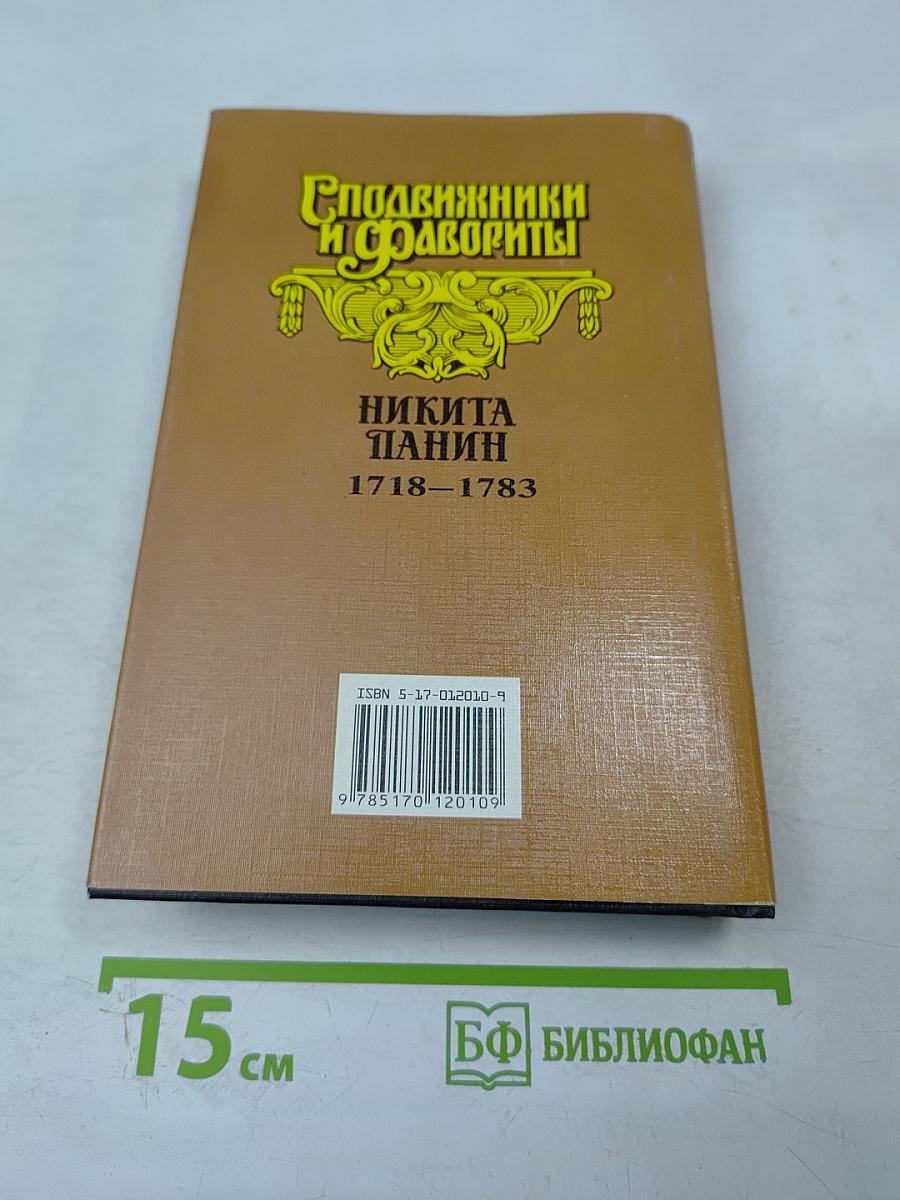 Сподвижники
и Фавориты
НИКИТА
ПАНИН
1718—1783
ISBN 5-17-012010-9
9 785170 120109
15 см
БФ БИБЛИОФАН